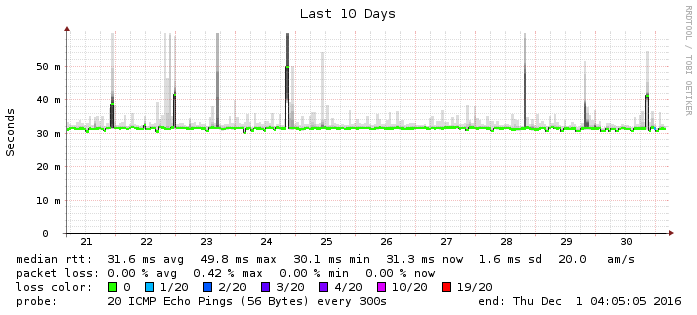 Last 10 Days
RRDTOOL / TOBI OETIKER
Seconds
50 m
40 m
30 m
20 m
10 m
0
21 22 23 24 25 26 27 28 29 30
median rtt: 31.6 ms avg 49.8 ms max 30.1 ms min 31.3 ms now 1.6 ms sd 20.0 am/s
packet loss: 0.00 % avg 0.42 % max 0.00 % min 0.00 % now
loss color: 0 1/20 2/20 3/20 4/20 10/20 19/20
probe: 20 ICMP Echo Pings (56 Bytes) every 300s end: Thu Dec 1 04:05:05 2016